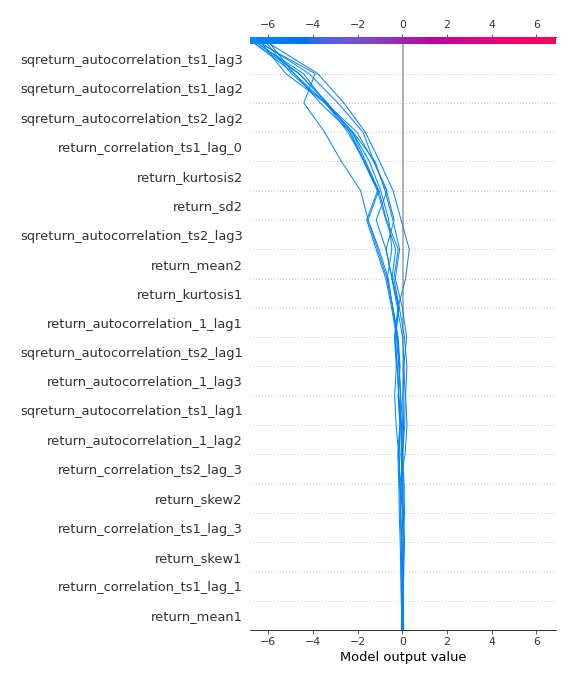 −6 −4 −2 0 2 4 6
sqreturn_autocorrelation_ts1_lag3
sqreturn_autocorrelation_ts1_lag2
sqreturn_autocorrelation_ts2_lag2
return_correlation_ts1_lag_0
return_kurtosis2
return_sd2
sqreturn_autocorrelation_ts2_lag3
return_mean2
return_kurtosis1
return_autocorrelation_1_lag1
sqreturn_autocorrelation_ts2_lag1
return_autocorrelation_1_lag3
sqreturn_autocorrelation_ts1_lag1
return_autocorrelation_1_lag2
return_correlation_ts2_lag_3
return_skew2
return_correlation_ts1_lag_3
return_skew1
return_correlation_ts1_lag_1
return_mean1
−6 −4 −2 0 2 4 6
Model output value